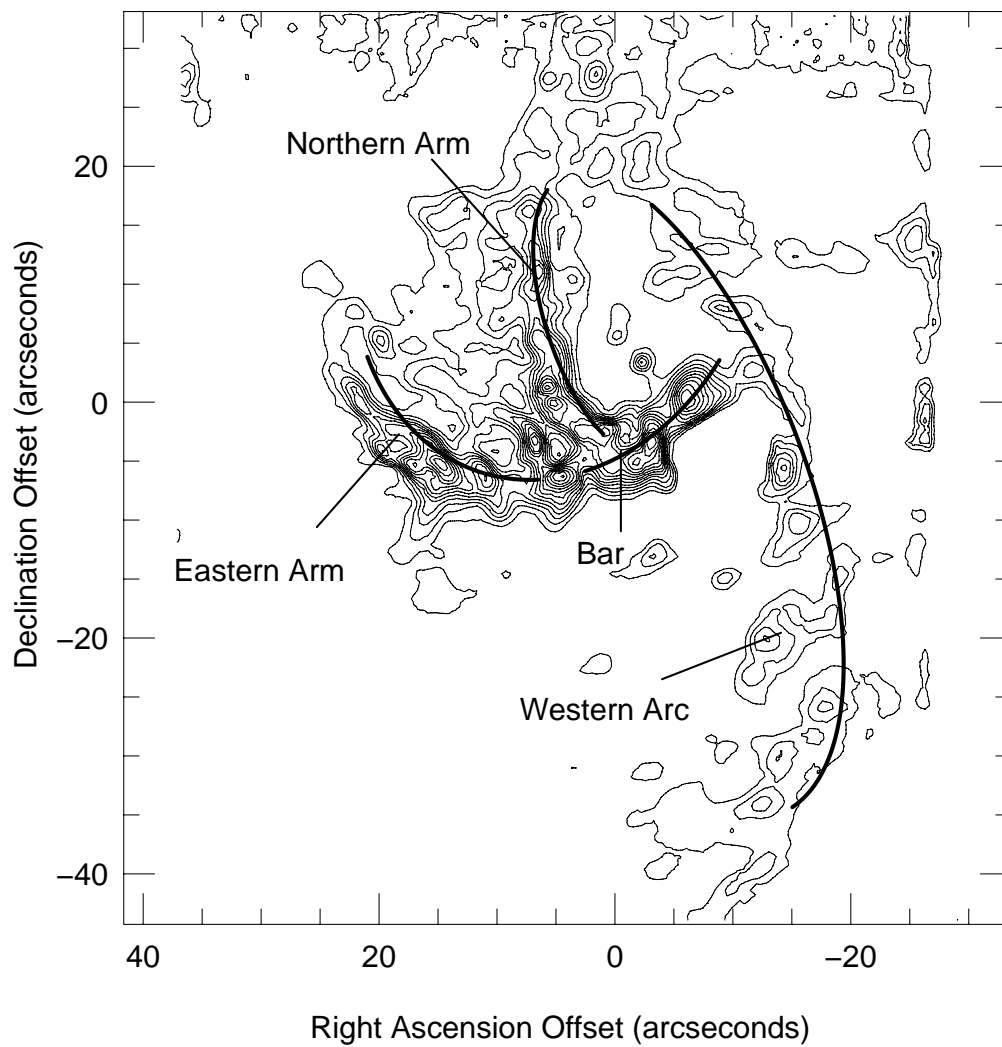 Northern Arm
Eastern Arm
Bar
Western Arc
Declination Offset (arcseconds)
20
0
−20
−40
40
20
0
−20
Right Ascension Offset (arcseconds)